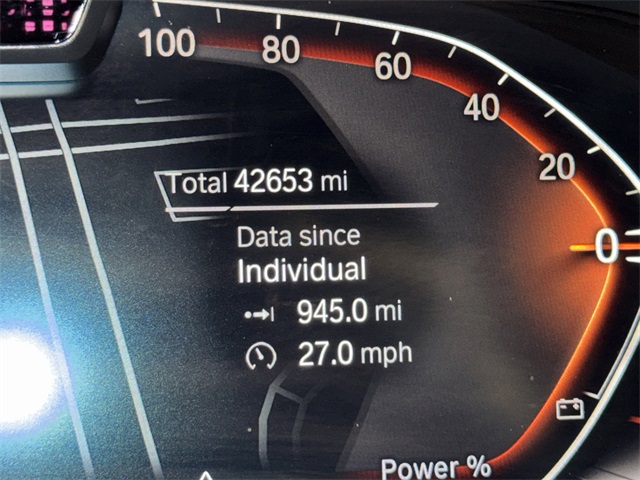 100 80 60 40 20 0
Total 42653 mi
Data since
Individual
945.0 mi
27.0 mph
Power %